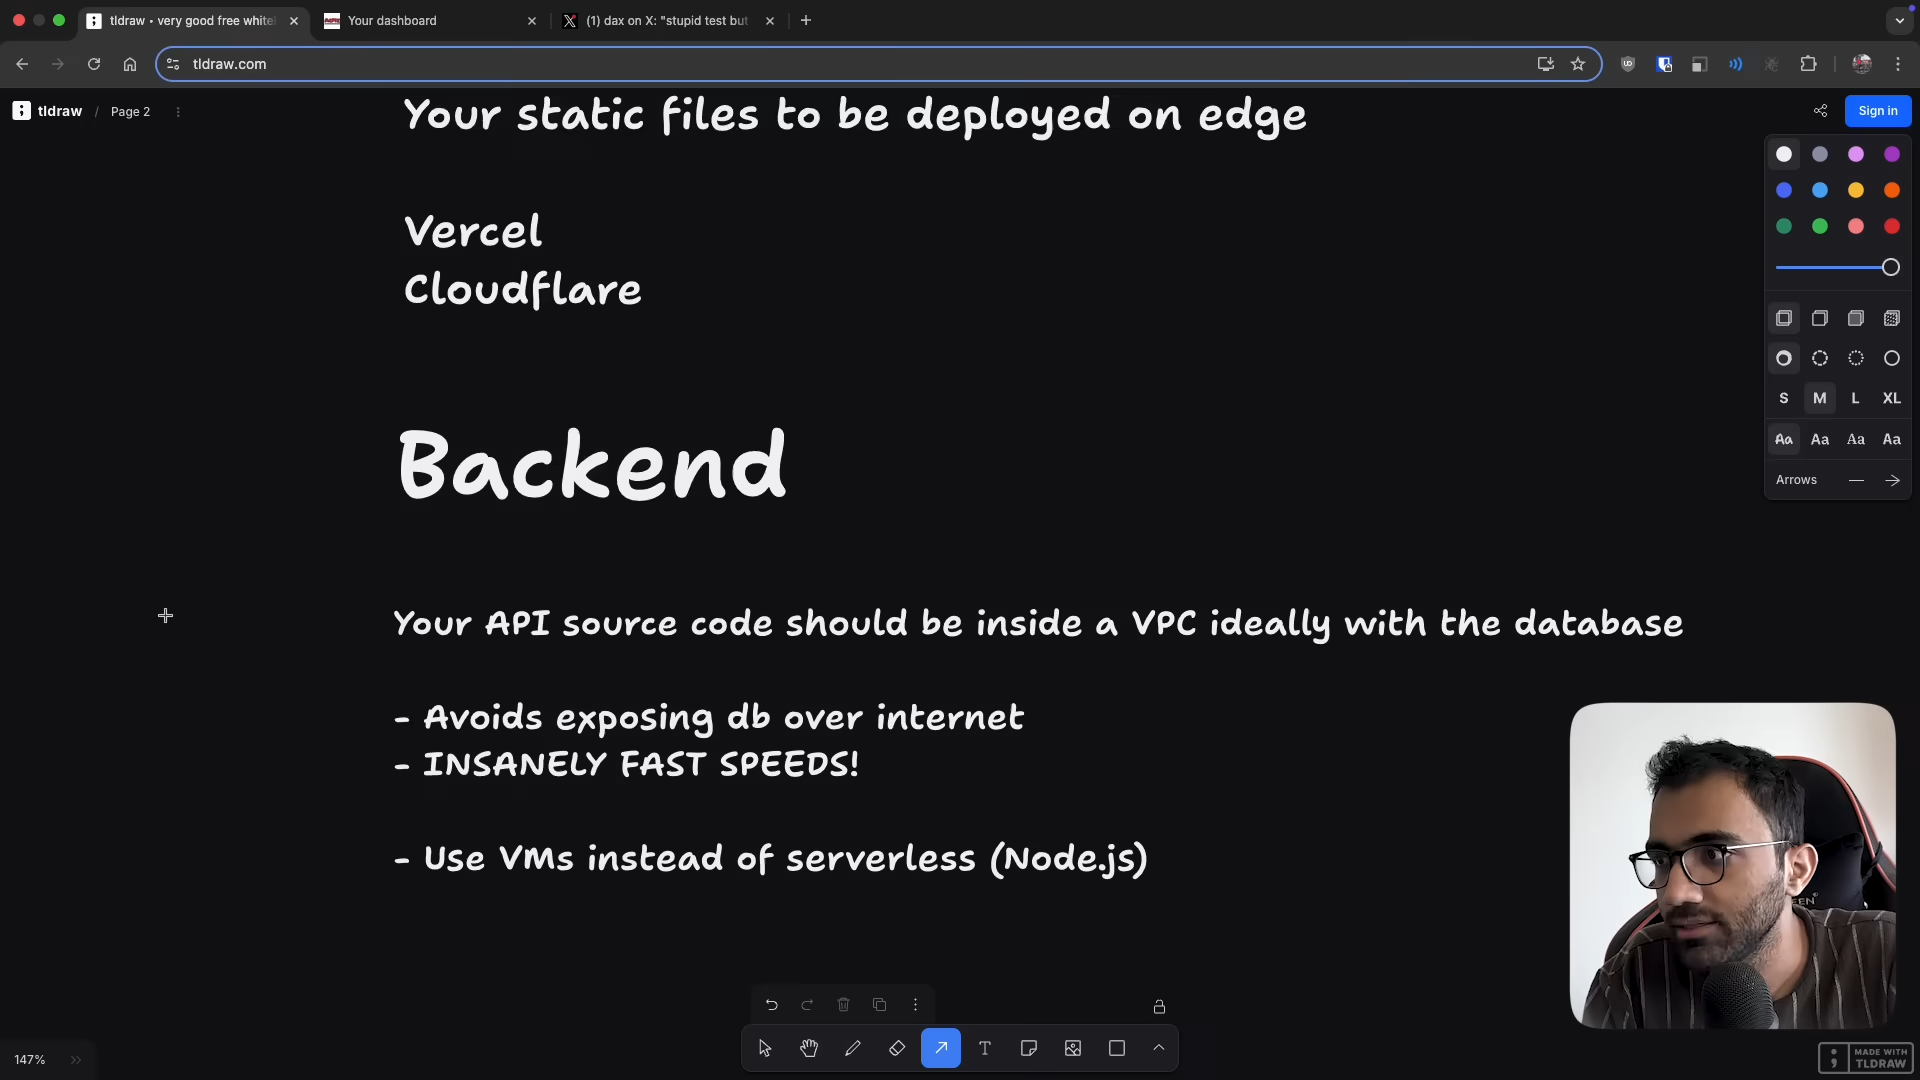 tldraw • very good free white
Your dashboard
(1) dax on X: "stupid test but
tldraw.com
tldraw / Page 2
Sign in
Your static files to be deployed on edge
Vercel
Cloudflare
Backend
Your API source code should be inside a VPC ideally with the database
- Avoids exposing db over internet
- INSANELY FAST SPEEDS!
- Use VMs instead of serverless (Node.js)
S M L XL
Aa Aa Aa Aa
Arrows
147%
MADE WITH
TLDRAW